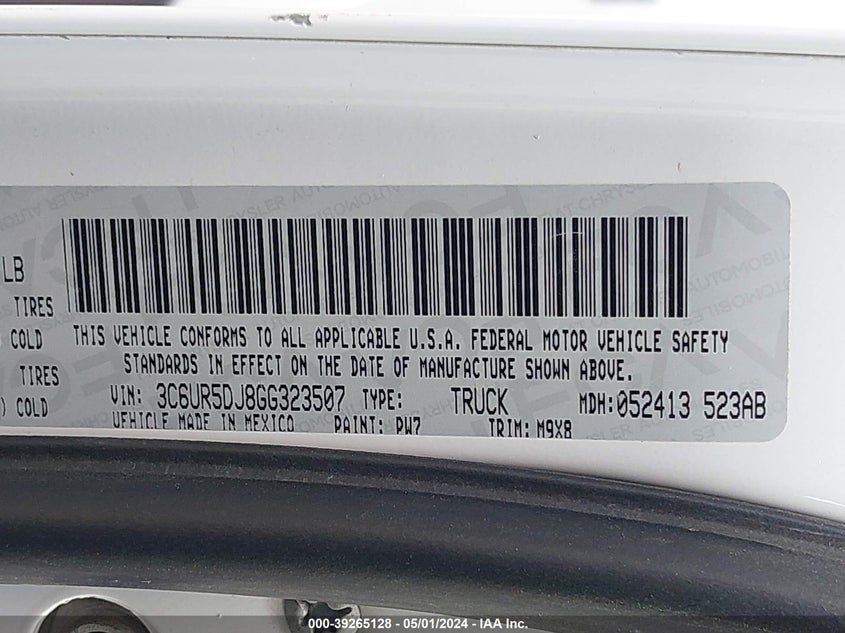 LB
TIRES
COLD
TIRES
) COLD
THIS VEHICLE CONFORMS TO ALL APPLICABLE U.S.A. FEDERAL MOTOR VEHICLE SAFETY
STANDARDS IN EFFECT ON THE DATE OF MANUFACTURE SHOWN ABOVE.
VIN: 3C6UR5DJ8GG323507 TYPE: TRUCK MDH: 052413 523AB
VEHICLE MADE IN MEXICO PAINT: PW7 TRIM: M9X8
000-39265128 - 05/01/2024 - IAA Inc.